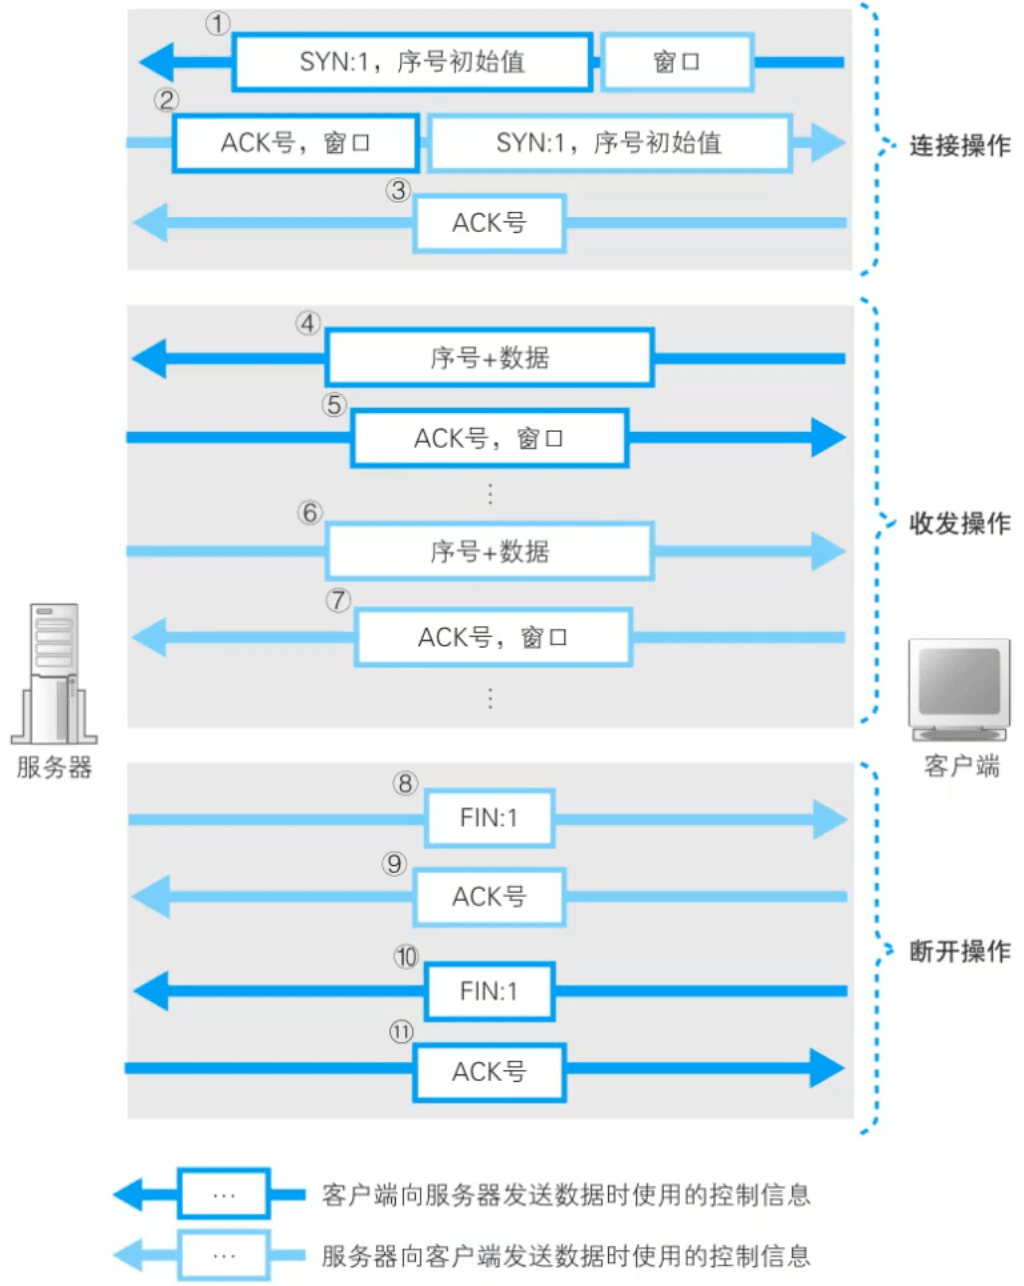 ①
SYN:1，序号初始值
窗口
②
ACK号，窗口
SYN:1，序号初始值
③
ACK号
连接操作
④
序号+数据
⑤
ACK号，窗口
⋮
⑥
序号+数据
⑦
ACK号，窗口
⋮
收发操作
服务器
客户端
⑧
FIN:1
⑨
ACK号
⑩
FIN:1
⑪
ACK号
断开操作
… 客户端向服务器发送数据时使用的控制信息
… 服务器向客户端发送数据时使用的控制信息